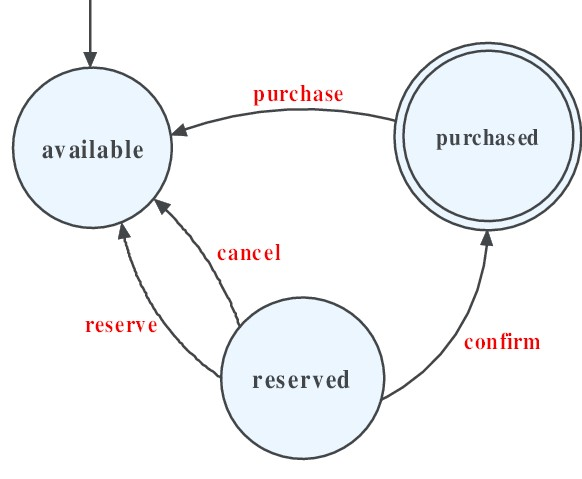 purchase
available
purchased
cancel
reserve
confirm
reserved